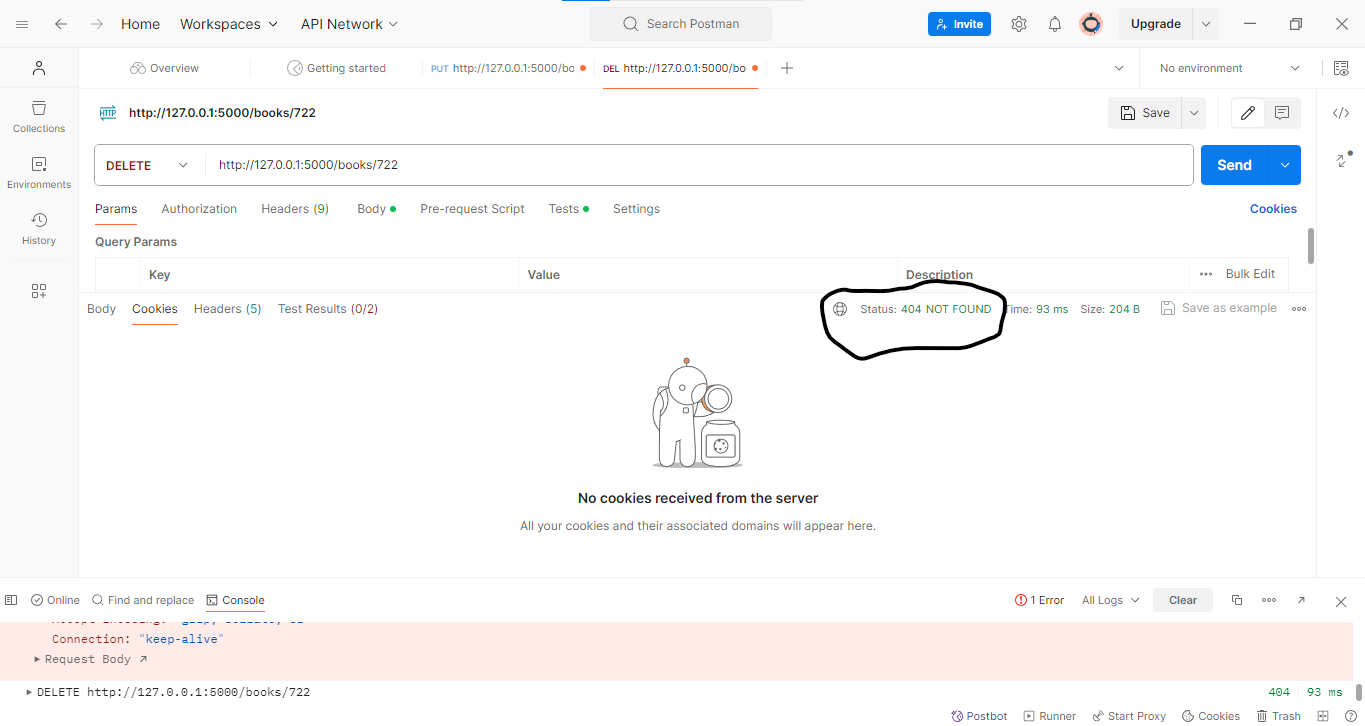 Home Workspaces API Network Search Postman Invite Upgrade
Overview Getting started PUT http://127.0.0.1:5000/bo DEL http://127.0.0.1:5000/bo No environment
HTTP http://127.0.0.1:5000/books/722 Save
Collections
DELETE http://127.0.0.1:5000/books/722 Send
Environments
Params Authorization Headers (9) Body Pre-request Script Tests Settings Cookies
History
Query Params
Key Value Description Bulk Edit
Body Cookies Headers (5) Test Results (0/2) Status: 404 NOT FOUND Time: 93 ms Size: 204 B Save as example
No cookies received from the server
All your cookies and their associated domains will appear here.
Online Find and replace Console 1 Error All Logs Clear
Connection: "keep-alive"
Request Body
DELETE http://127.0.0.1:5000/books/722 404 93 ms
Postbot Runner Start Proxy Cookies Trash